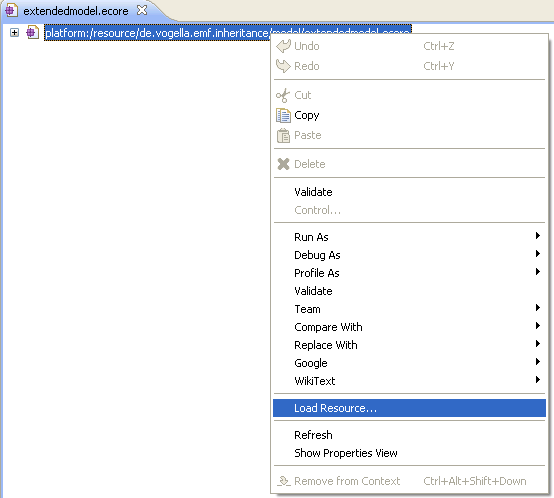 extendedmodel.ecore
platform:/resource/de.vogella.emf.inheritance/model/extendedmodel.ecore
Undo Ctrl+Z
Redo Ctrl+Y
Cut
Copy
Paste
Delete
Validate
Control...
Run As
Debug As
Profile As
Validate
Team
Compare With
Replace With
Google
WikiText
Load Resource...
Refresh
Show Properties View
Remove from Context Ctrl+Alt+Shift+Down